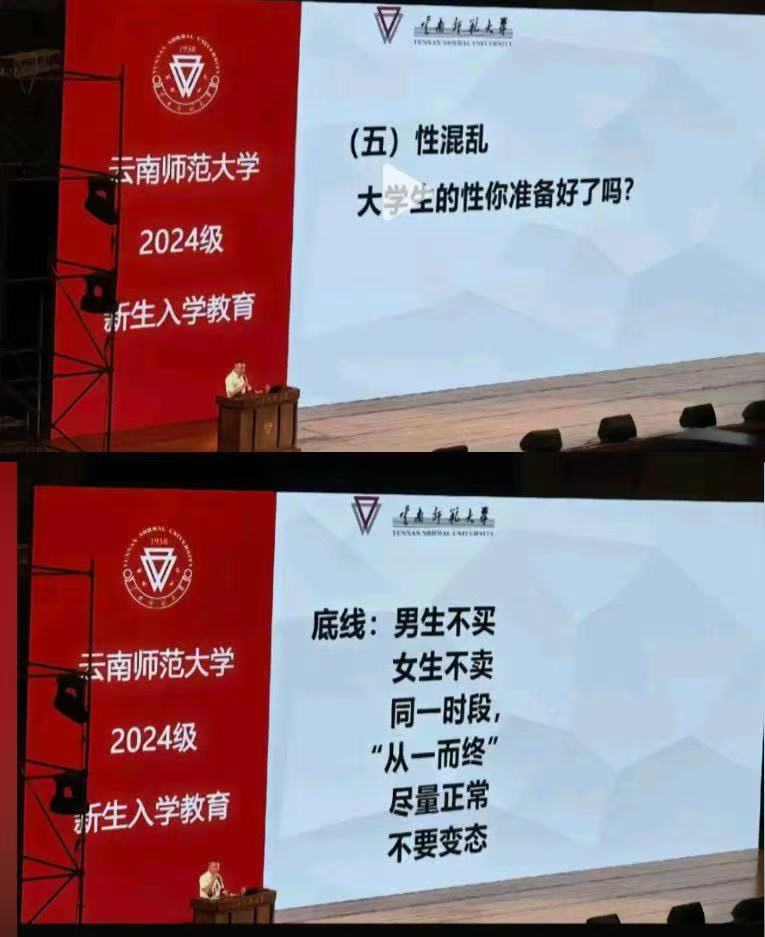 1938
云南师范大学
2024级
新生入学教育
云南师范大学
YUNNAN NORMAL UNIVERSITY
(五)性混乱
大学生的性你准备好了吗?
YUNNAN NORMAL UNIVERSITY
1938
云南师范大学
2024级
新生入学教育
云南师范大学
YUNNAN NORMAL UNIVERSITY
底线:男生不买
女生不卖
同一时段,
“从一而终”
尽量正常
不要变态